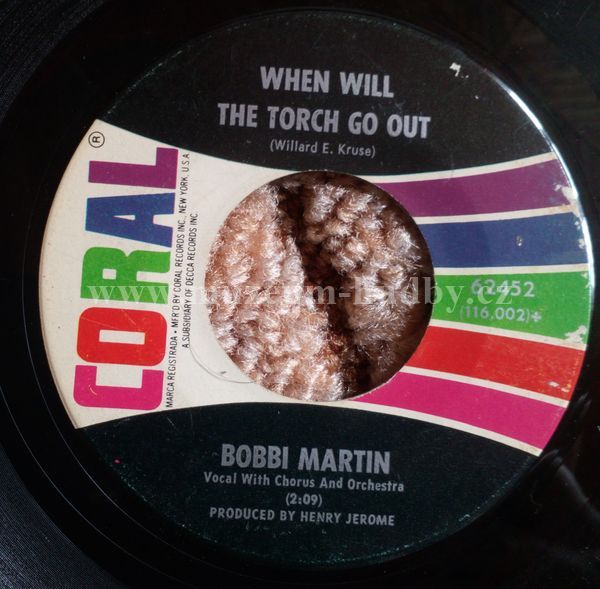 WHEN WILL
THE TORCH GO OUT
(Willard E. Kruse)
CORAL
®
MARCA REGISTRADA • MFR'D BY CORAL RECORDS INC., NEW YORK, U.S.A.
A SUBSIDIARY OF DECCA RECORDS INC.
62452
(116,002)+
www.muzeum-hudby.cz
BOBBI MARTIN
Vocal With Chorus And Orchestra
(2:09)
PRODUCED BY HENRY JEROME